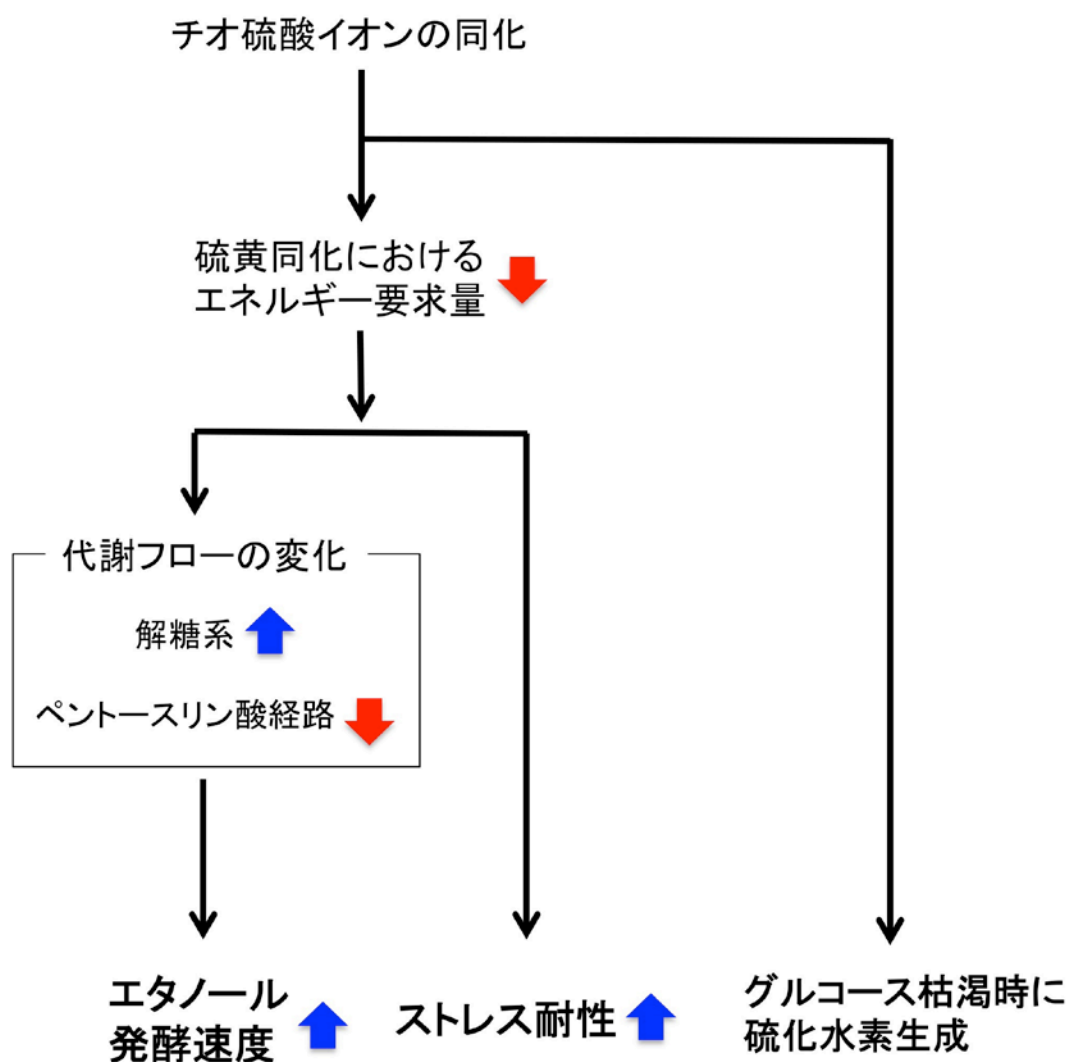 チオ硫酸イオンの同化
硫黄同化における
エネルギー要求量
代謝フローの変化
解糖系
ペントースリン酸経路
エタノール
発酵速度
ストレス耐性
グルコース枯渇時に
硫化水素生成